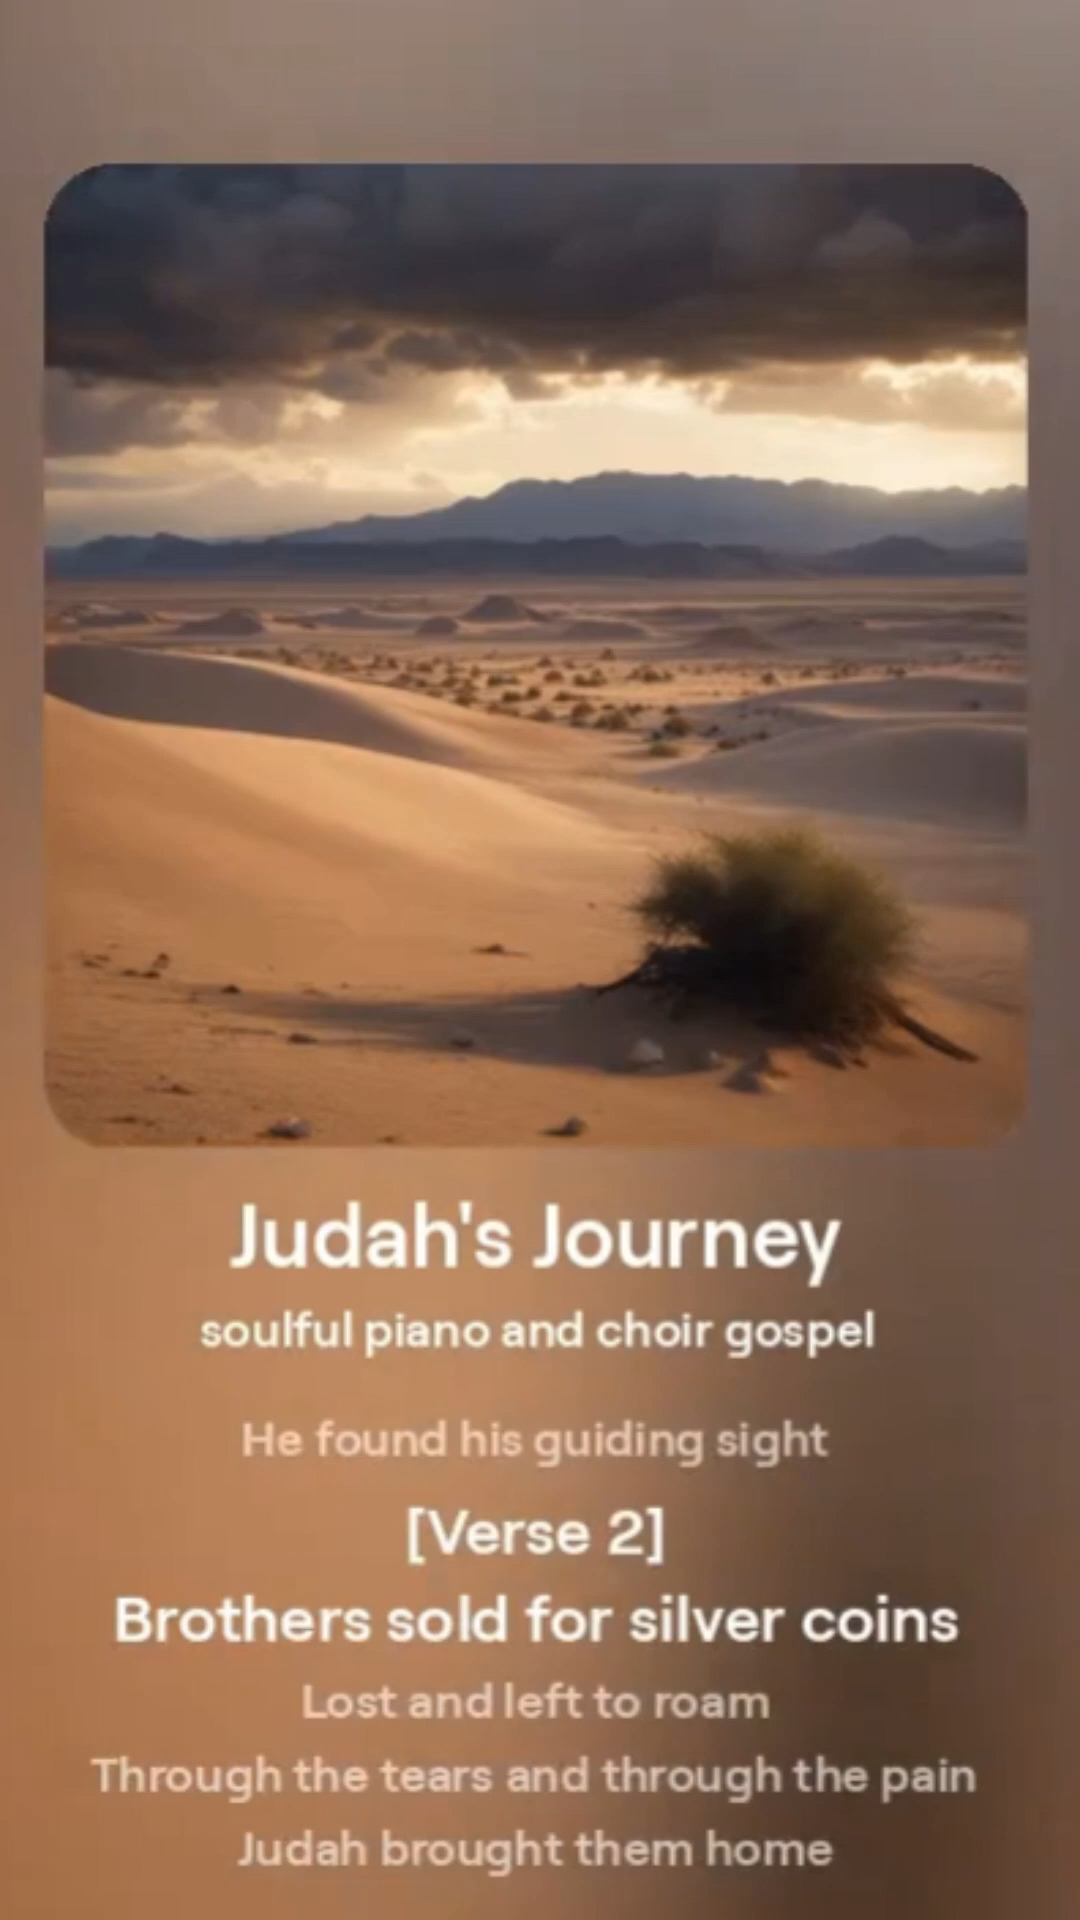 Judah's Journey
soulful piano and choir gospel
He found his guiding sight
[Verse 2]
Brothers sold for silver coins
Lost and left to roam
Through the tears and through the pain
Judah brought them home